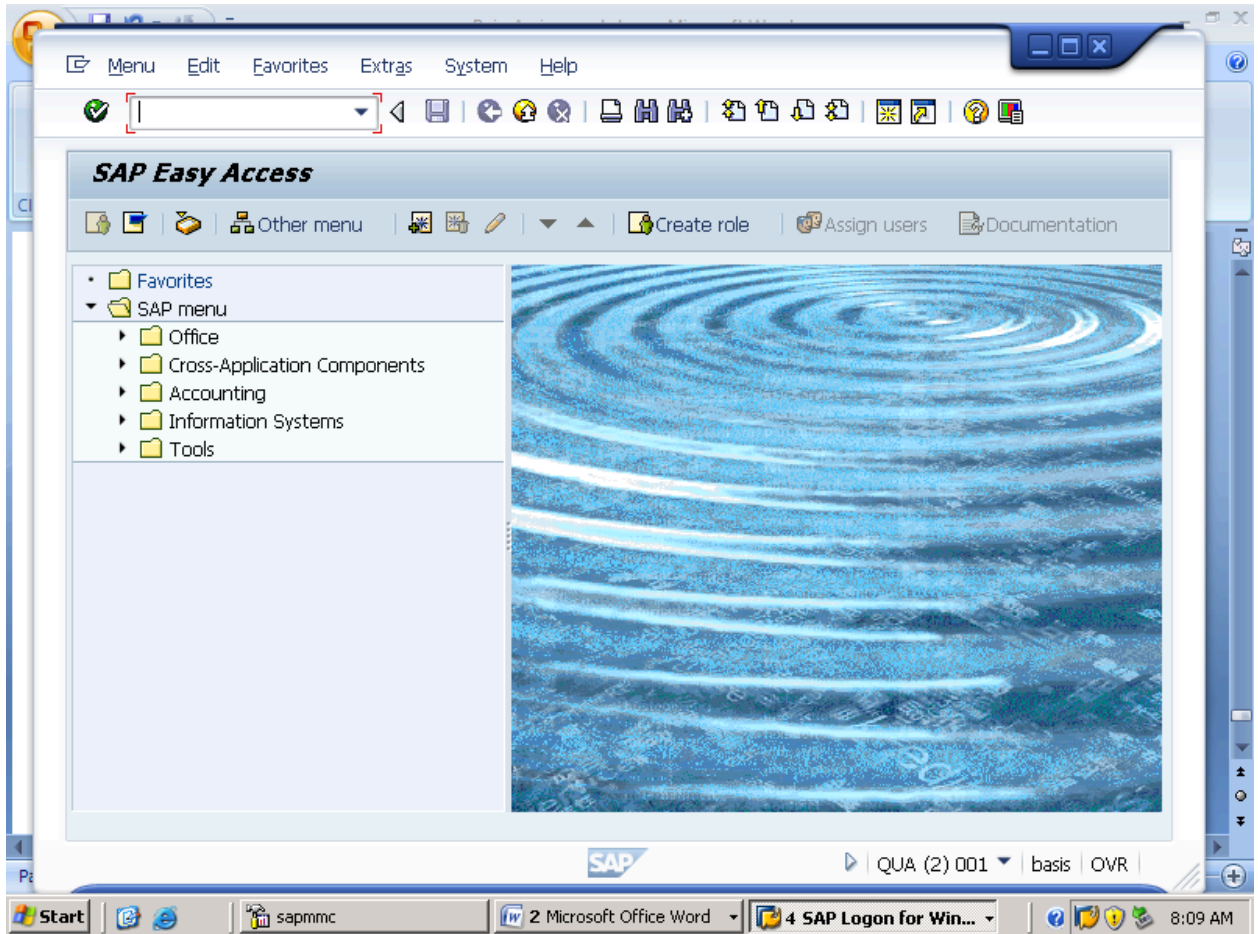 Menu Edit Favorites Extras System Help
SAP Easy Access
Other menu Create role Assign users Documentation
Favorites
SAP menu
Office
Cross-Application Components
Accounting
Information Systems
Tools
SAP QUA (2) 001 basis OVR
Start sapmmc 2 Microsoft Office Word 4 SAP Logon for Win... 8:09 AM